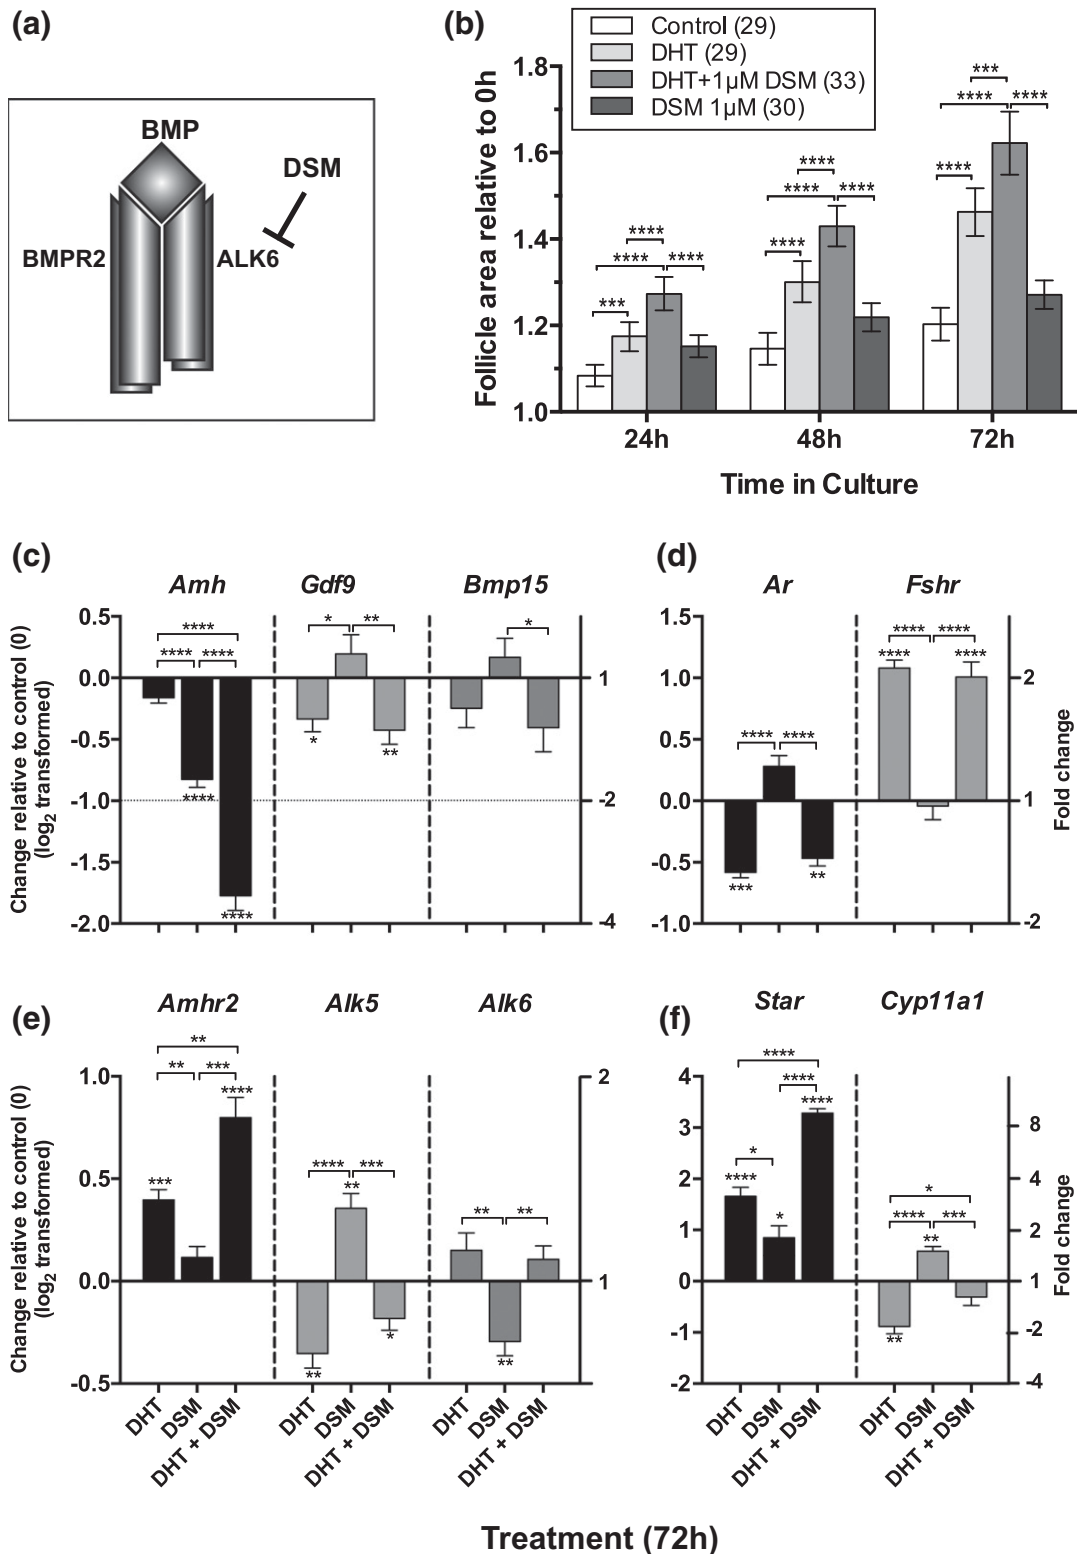 (a)
BMP
DSM
BMPR2
ALK6
(b)
Control (29)
DHT (29)
DHT+1µM DSM (33)
DSM 1µM (30)
Follicle area relative to 0h
1.8
1.6
1.4
1.2
1.0
*** **** **** ****
**** **** **** ****
**** **** *** ****
24h 48h 72h
Time in Culture
(c)
Amh Gdf9 Bmp15
Change relative to control (0)
(log2 transformed)
0.5
0.0
-0.5
-1.0
-1.5
-2.0
****
**** ****
****
****
* **
*
**
*
1
-2
-4
(d)
Ar Fshr
1.5
1.0
0.5
0.0
-0.5
-1.0
**** ****
***
**
**** ****
**** ****
2
1
-2
Fold change
(e)
Amhr2 Alk5 Alk6
Change relative to control (0)
(log2 transformed)
1.0
0.5
0.0
-0.5
**
** ***
***
****
**** ***
**
**
*
** **
**
2
1
DHT
DSM
DHT + DSM
DHT
DSM
DHT + DSM
DHT
DSM
DHT + DSM
(f)
Star Cyp11a1
4
3
2
1
0
-1
-2
****
****
****
*
****
*
*
**** ***
**
**
8
4
2
1
-2
-4
Fold change
DHT
DSM
DHT + DSM
DHT
DSM
DHT + DSM
Treatment (72h)